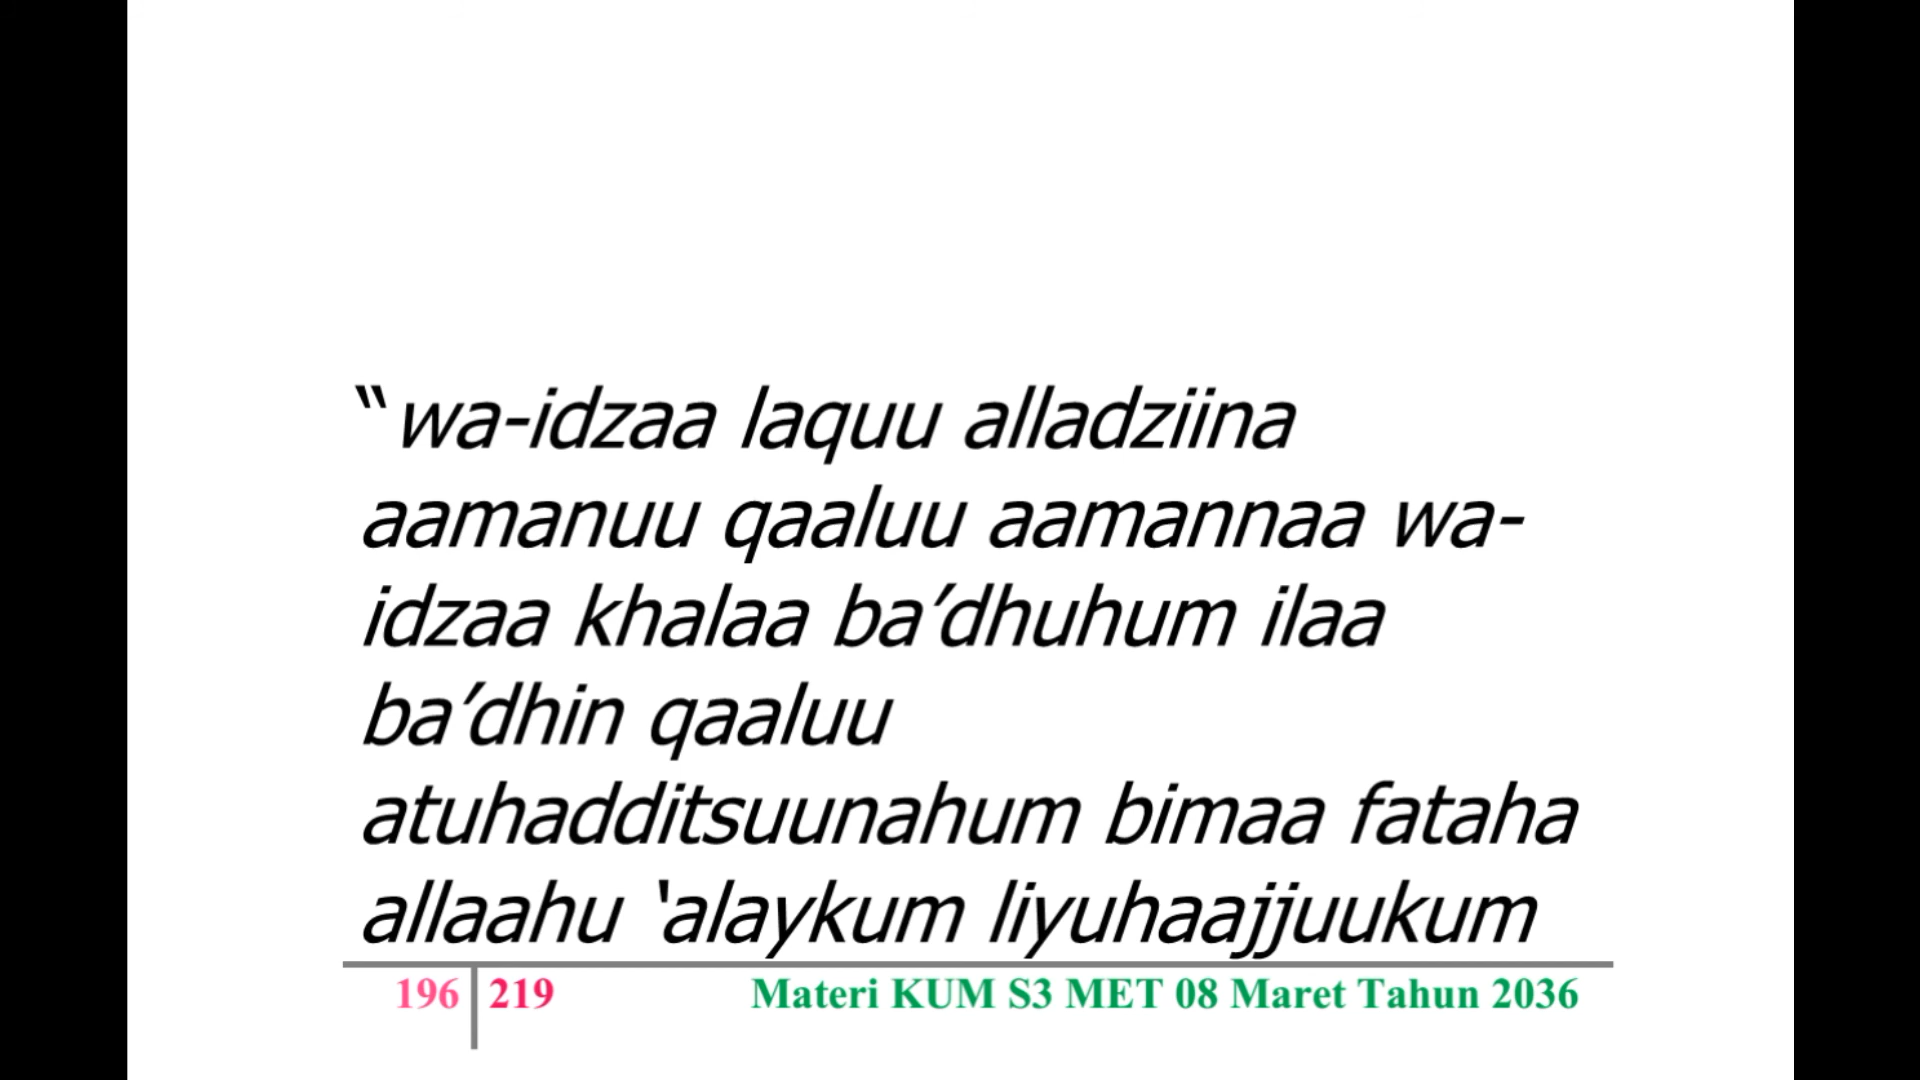 “wa-idzaa laquu alladziina
aamanuu qaaluu aamannaa wa-
idzaa khalaa ba’dhuhum ilaa
ba’dhin qaaluu
atuhadditsuunahum bimaa fataha
allaahu ‘alaykum liyuhaajjuukum
196 219 Materi KUM S3 MET 08 Maret Tahun 2036